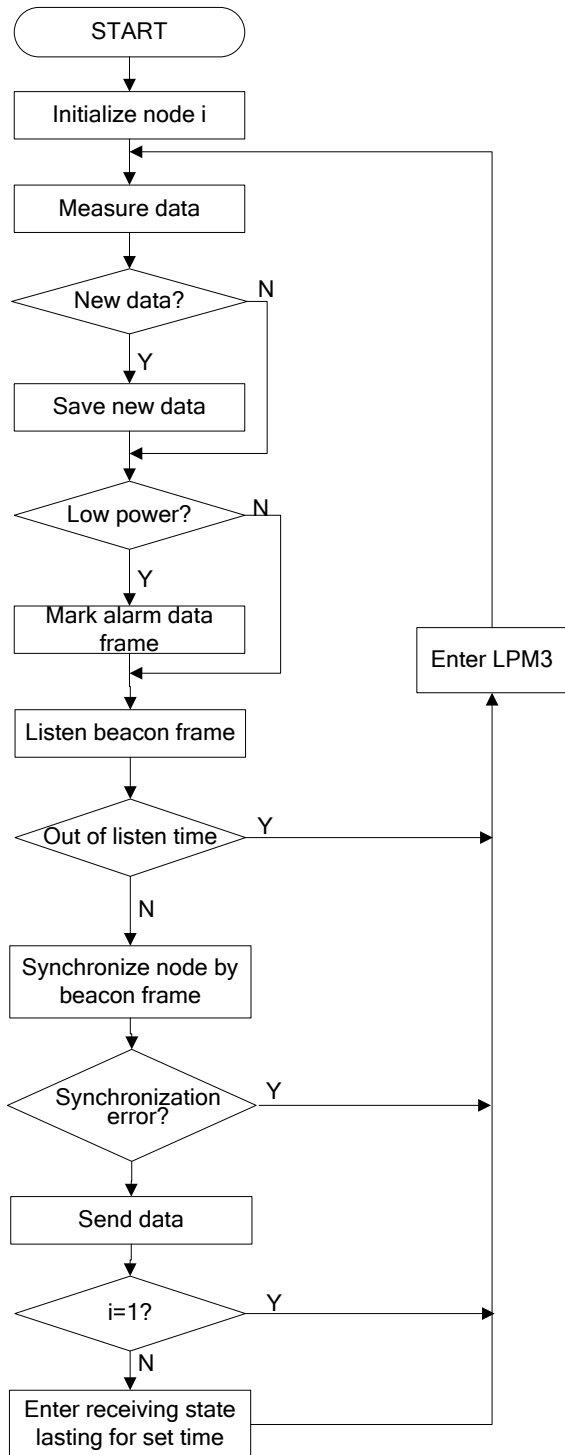 START
Initialize node i
Measure data
New data?
N
Y
Save new data
Low power?
N
Y
Mark alarm data
frame
Enter LPM3
Listen beacon frame
Out of listen time
Y
N
Synchronize node by
beacon frame
Synchronization
error?
Y
Send data
i=1?
Y
N
Enter receiving state
lasting for set time